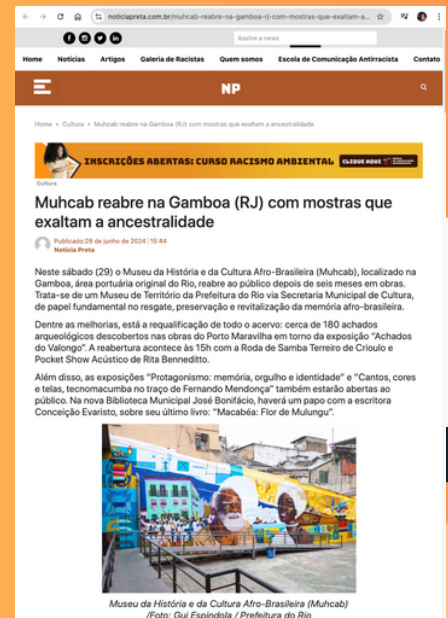 noticiapreta.com.br/muhcab-reabre-na-gamboa-rj-com-mostras-que-exaltam-a...
Assine a news
Home Notícias Artigos Galeria de Racistas Quem somos Escola de Comunicação Antirracista Contato
NP
Home > Cultura > Muhcab reabre na Gamboa (RJ) com mostras que exaltam a ancestralidade
INSCRIÇÕES ABERTAS: CURSO RACISMO AMBIENTAL CLIQUE AQUI
Cultura
Muhcab reabre na Gamboa (RJ) com mostras que
exaltam a ancestralidade
Publicado:28 de junho de 2024 | 15:44
Notícia Preta
Neste sábado (29) o Museu da História e da Cultura Afro-Brasileira (Muhcab), localizado na
Gamboa, área portuária original do Rio, reabre ao público depois de seis meses em obras.
Trata-se de um Museu de Território da Prefeitura do Rio via Secretaria Municipal de Cultura,
de papel fundamental no resgate, preservação e revitalização da memória afro-brasileira.
Dentre as melhorias, está a requalificação de todo o acervo: cerca de 180 achados
arqueológicos descobertos nas obras do Porto Maravilha em torno da exposição "Achados
do Valongo". A reabertura acontece às 15h com a Roda de Samba Terreiro de Crioulo e
Pocket Show Acústico de Rita Benneditto.
Além disso, as exposições "Protagonismo: memória, orgulho e identidade" e "Cantos, cores
e telas, tecnomacumba no traço de Fernando Mendonça" também estarão abertas ao
público. Na nova Biblioteca Municipal José Bonifácio, haverá um papo com a escritora
Conceição Evaristo, sobre seu último livro: "Macabéa: Flor de Mulungu".
Museu da História e da Cultura Afro-Brasileira (Muhcab)
/Foto: Gui Espíndola / Prefeitura do Rio